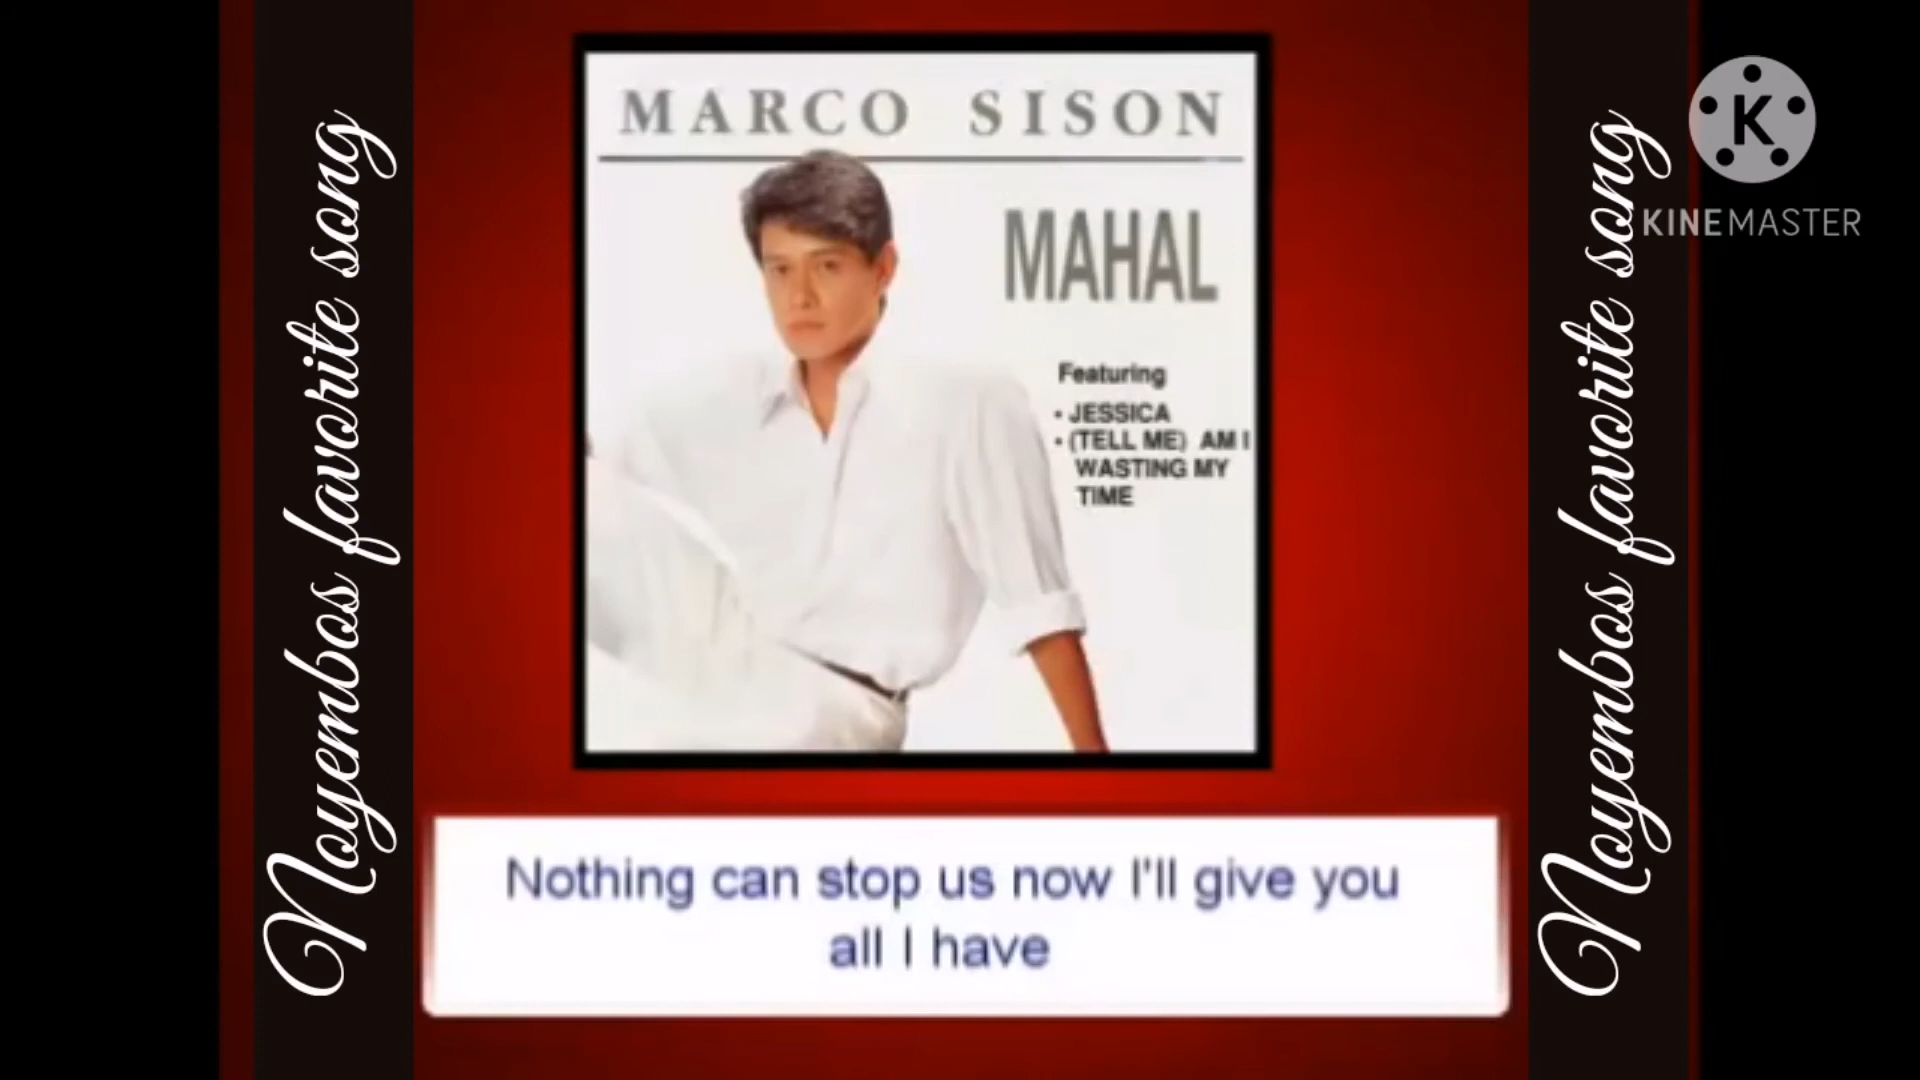 MARCO SISON
MAHAL
Featuring
• JESSICA
• (TELL ME) AM I
WASTING MY
TIME
Nothing can stop us now I'll give you
all I have
Noyembos favorite song
Noyembos favorite song
K
KINEMASTER